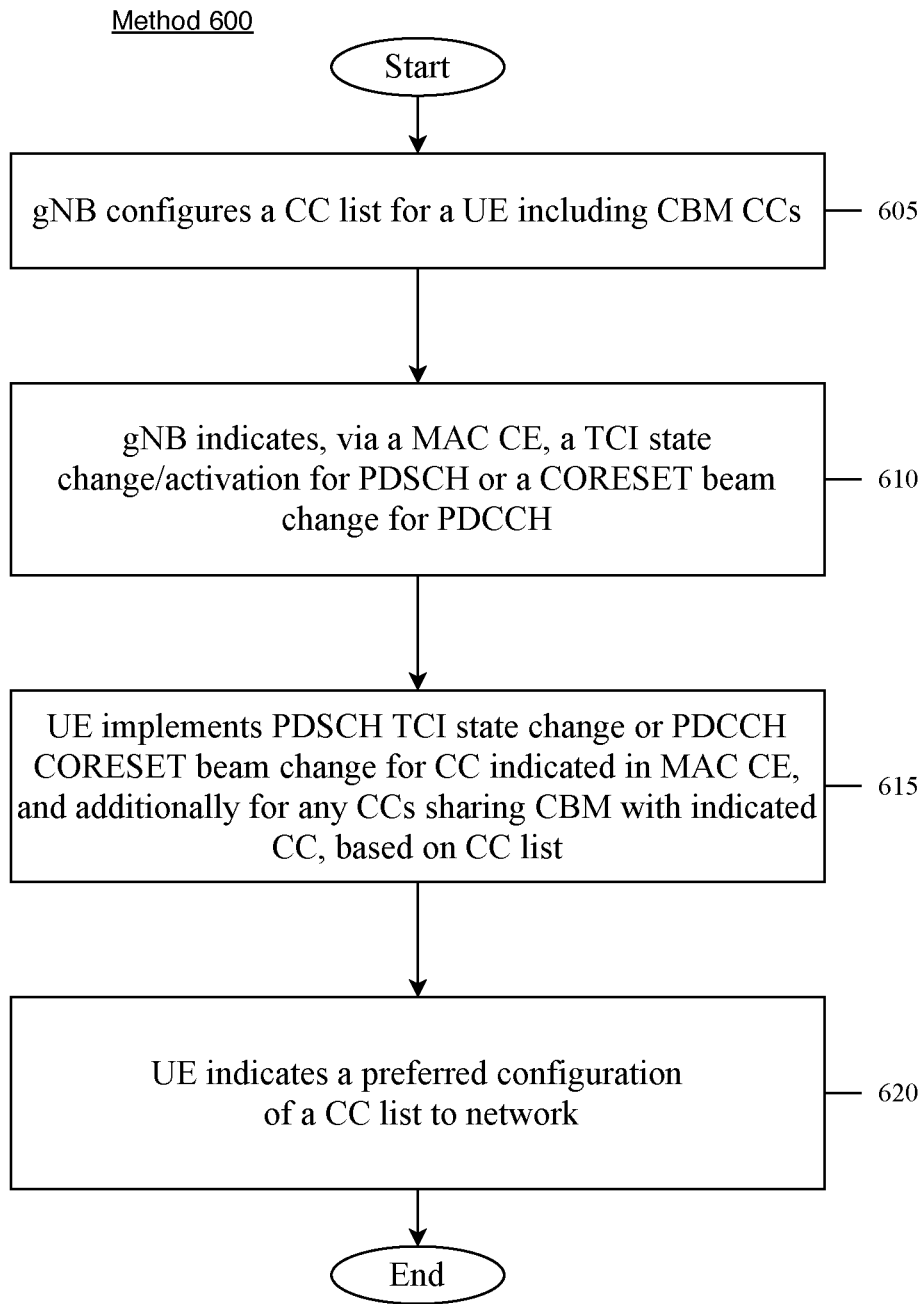 Method 600
Start
gNB configures a CC list for a UE including CBM CCs
605
gNB indicates, via a MAC CE, a TCI state
change/activation for PDSCH or a CORESET beam
change for PDCCH
610
UE implements PDSCH TCI state change or PDCCH
CORESET beam change for CC indicated in MAC CE,
and additionally for any CCs sharing CBM with indicated
CC, based on CC list
615
UE indicates a preferred configuration
of a CC list to network
620
End